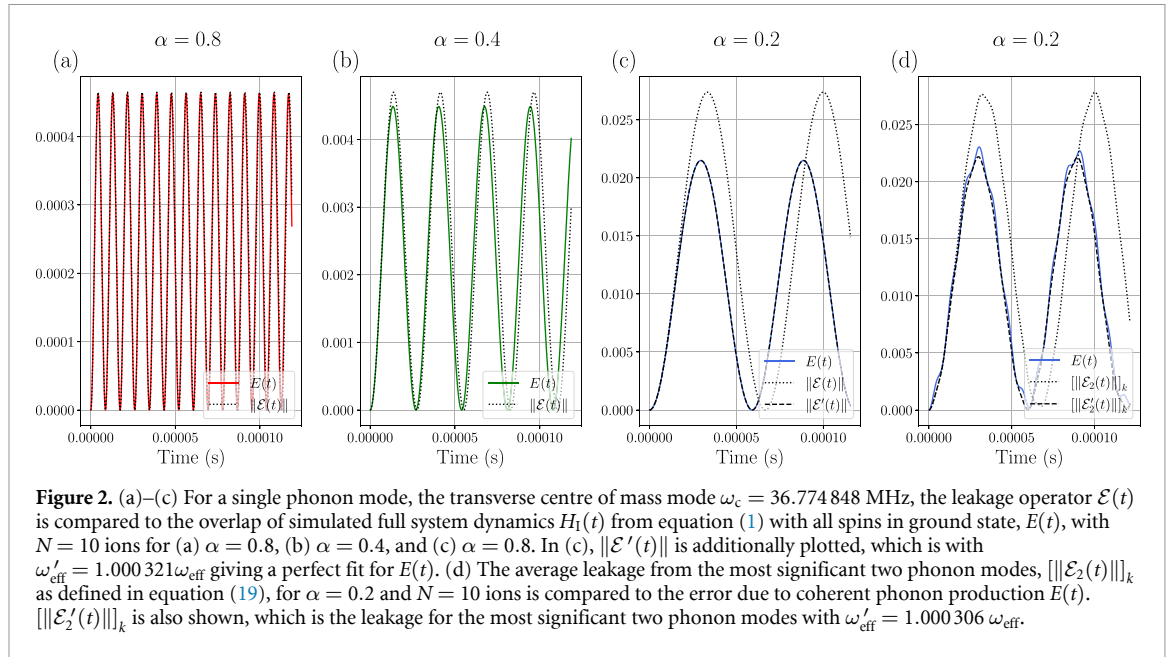 α = 0.8 α = 0.4 α = 0.2 α = 0.2
(a) (b) (c) (d)
0.0004
0.0003
0.0002
0.0001
0.0000
0.00000 0.00005 0.00010
Time (s)
E(t)
‖ℰ(t)‖
0.004
0.003
0.002
0.001
0.000
0.00000 0.00005 0.00010
Time (s)
E(t)
‖ℰ(t)‖
0.025
0.020
0.015
0.010
0.005
0.000
0.00000 0.00005 0.00010
Time (s)
E(t)
‖ℰ(t)‖
‖ℰ′(t)‖
0.025
0.020
0.015
0.010
0.005
0.000
0.00000 0.00005 0.00010
Time (s)
E(t)
[‖ℰ₂(t)‖]ₖ
[‖ℰ₂′(t)‖]ₖ
Figure 2. (a)–(c) For a single phonon mode, the transverse centre of mass mode ω_c = 36.774 848 MHz, the leakage operator ℰ(t)
is compared to the overlap of simulated full system dynamics H_I(t) from equation (1) with all spins in ground state, E(t), with
N = 10 ions for (a) α = 0.8, (b) α = 0.4, and (c) α = 0.8. In (c), ‖ℰ′(t)‖ is additionally plotted, which is with
ω_eff′ = 1.000 321ω_eff giving a perfect fit for E(t). (d) The average leakage from the most significant two phonon modes, [‖ℰ₂(t)‖]ₖ
as defined in equation (19), for α = 0.2 and N = 10 ions is compared to the error due to coherent phonon production E(t).
[‖ℰ₂′(t)‖]ₖ is also shown, which is the leakage for the most significant two phonon modes with ω_eff′ = 1.000 306 ω_eff.